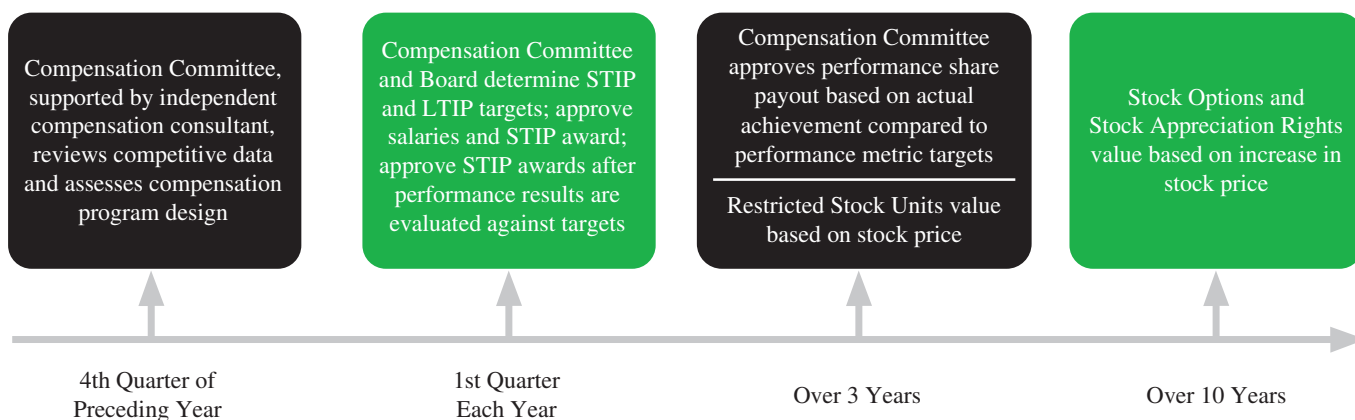 Compensation Committee,
supported by independent
compensation consultant,
reviews competitive data
and assesses compensation
program design
Compensation Committee
and Board determine STIP
and LTIP targets; approve
salaries and STIP award;
approve STIP awards after
performance results are
evaluated against targets
Compensation Committee
approves performance share
payout based on actual
achievement compared to
performance metric targets
Restricted Stock Units value
based on stock price
Stock Options and
Stock Appreciation Rights
value based on increase in
stock price
4th Quarter of
Preceding Year
1st Quarter
Each Year
Over 3 Years
Over 10 Years